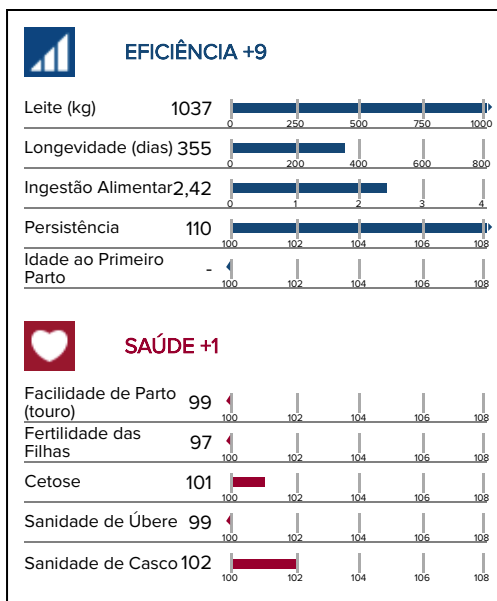 EFICIÊNCIA +9
Leite (kg) 1037
0 250 500 750 1000
Longevidade (dias) 355
0 200 400 600 800
Ingestão Alimentar 2,42
0 1 2 3 4
Persistência 110
100 102 104 106 108
Idade ao Primeiro
Parto -
100 102 104 106 108
SAÚDE +1
Facilidade de Parto
(touro) 99
100 102 104 106 108
Fertilidade das
Filhas 97
100 102 104 106 108
Cetose 101
100 102 104 106 108
Sanidade de Úbere 99
100 102 104 106 108
Sanidade de Casco 102
100 102 104 106 108